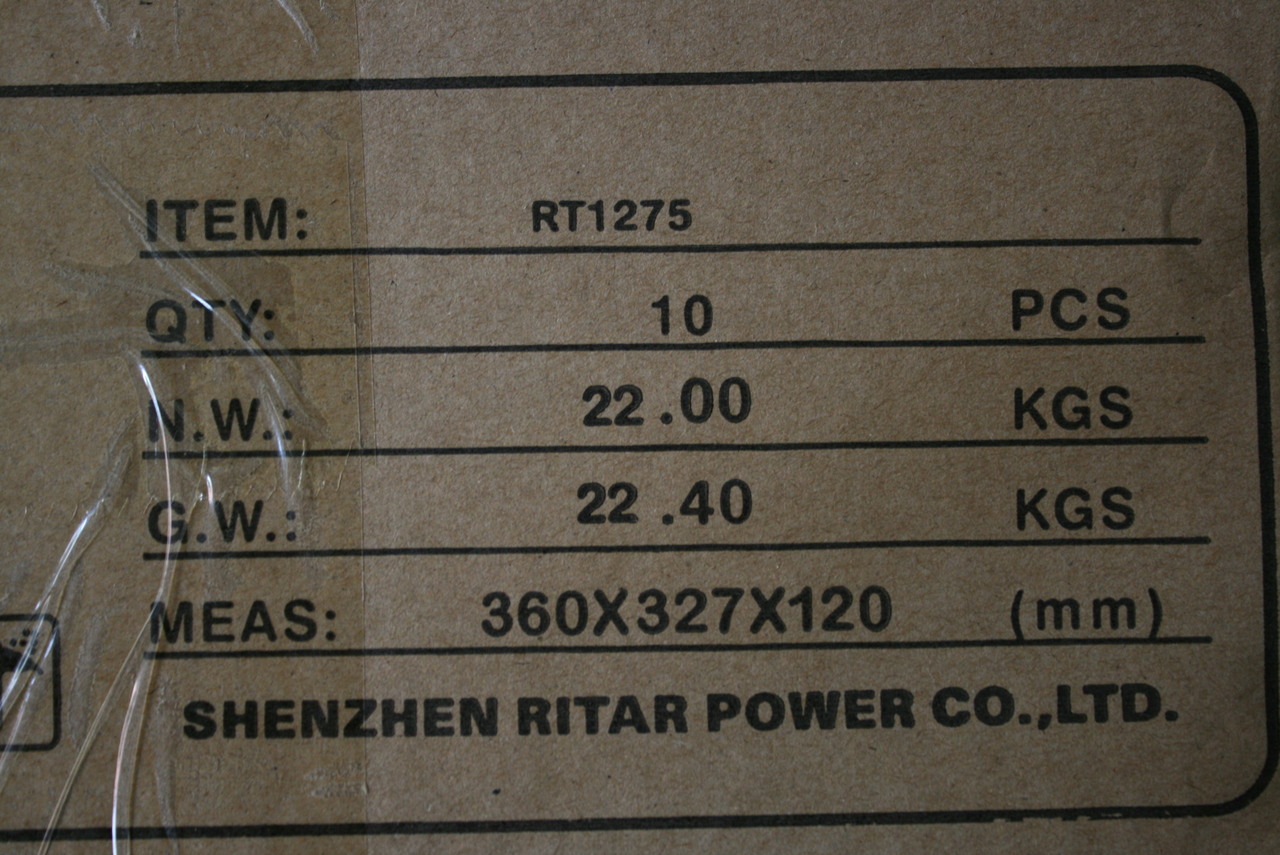 ITEM: RT1275
QTY: 10 PCS
N.W.: 22.00 KGS
G.W.: 22.40 KGS
MEAS: 360X327X120 (mm)
SHENZHEN RITAR POWER CO.,LTD.